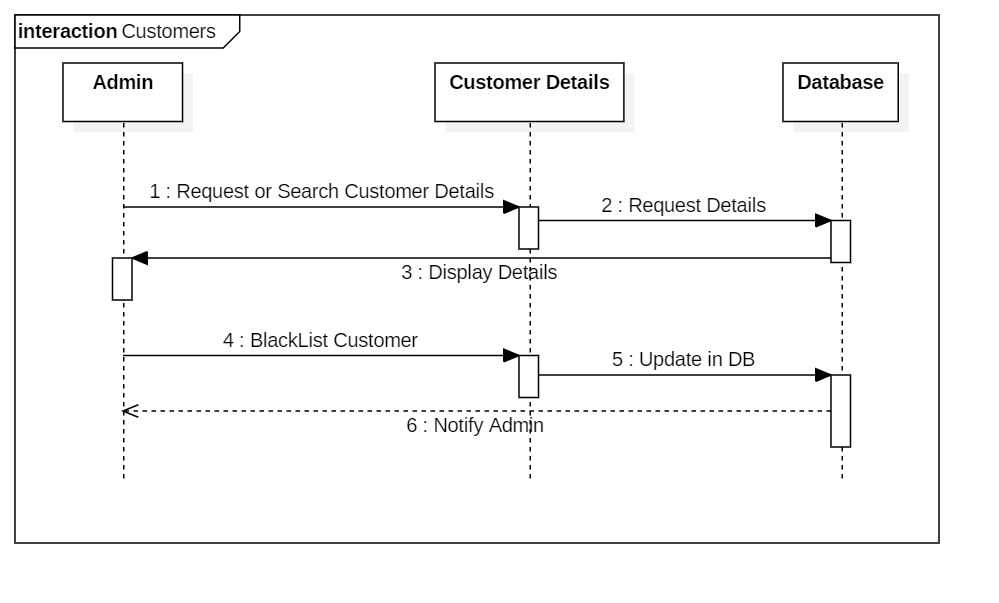 interaction Customers
Admin
Customer Details
Database
1 : Request or Search Customer Details
2 : Request Details
3 : Display Details
4 : BlackList Customer
5 : Update in DB
6 : Notify Admin